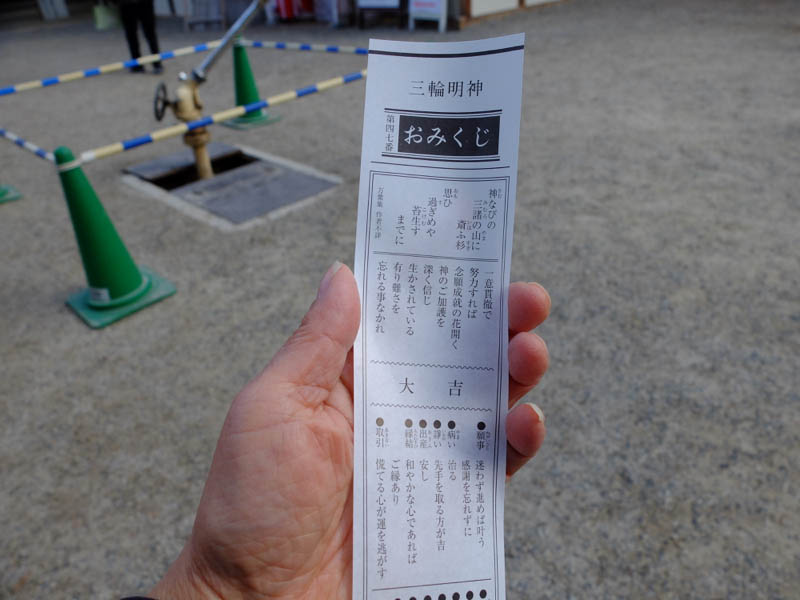 三輪明神
第四七番
おみくじ
神なびの
三諸の山に
斎ふ杉
思ひ
過ぎめや
苔生す
までに
万葉集 作者不詳
一意貫徹で
努力すれば
念願成就の花開く
神のご加護を
深く信じ
生かされている
有り難さを
忘れる事なかれ
大吉
●願事 迷わず進めば叶う
感謝を忘れずに
●病い 治る
●諍い 先手を取る方が吉
●出産 安し
●縁結 和やかな心であれば
ご縁あり
●取引 慌てる心が運を逃がす